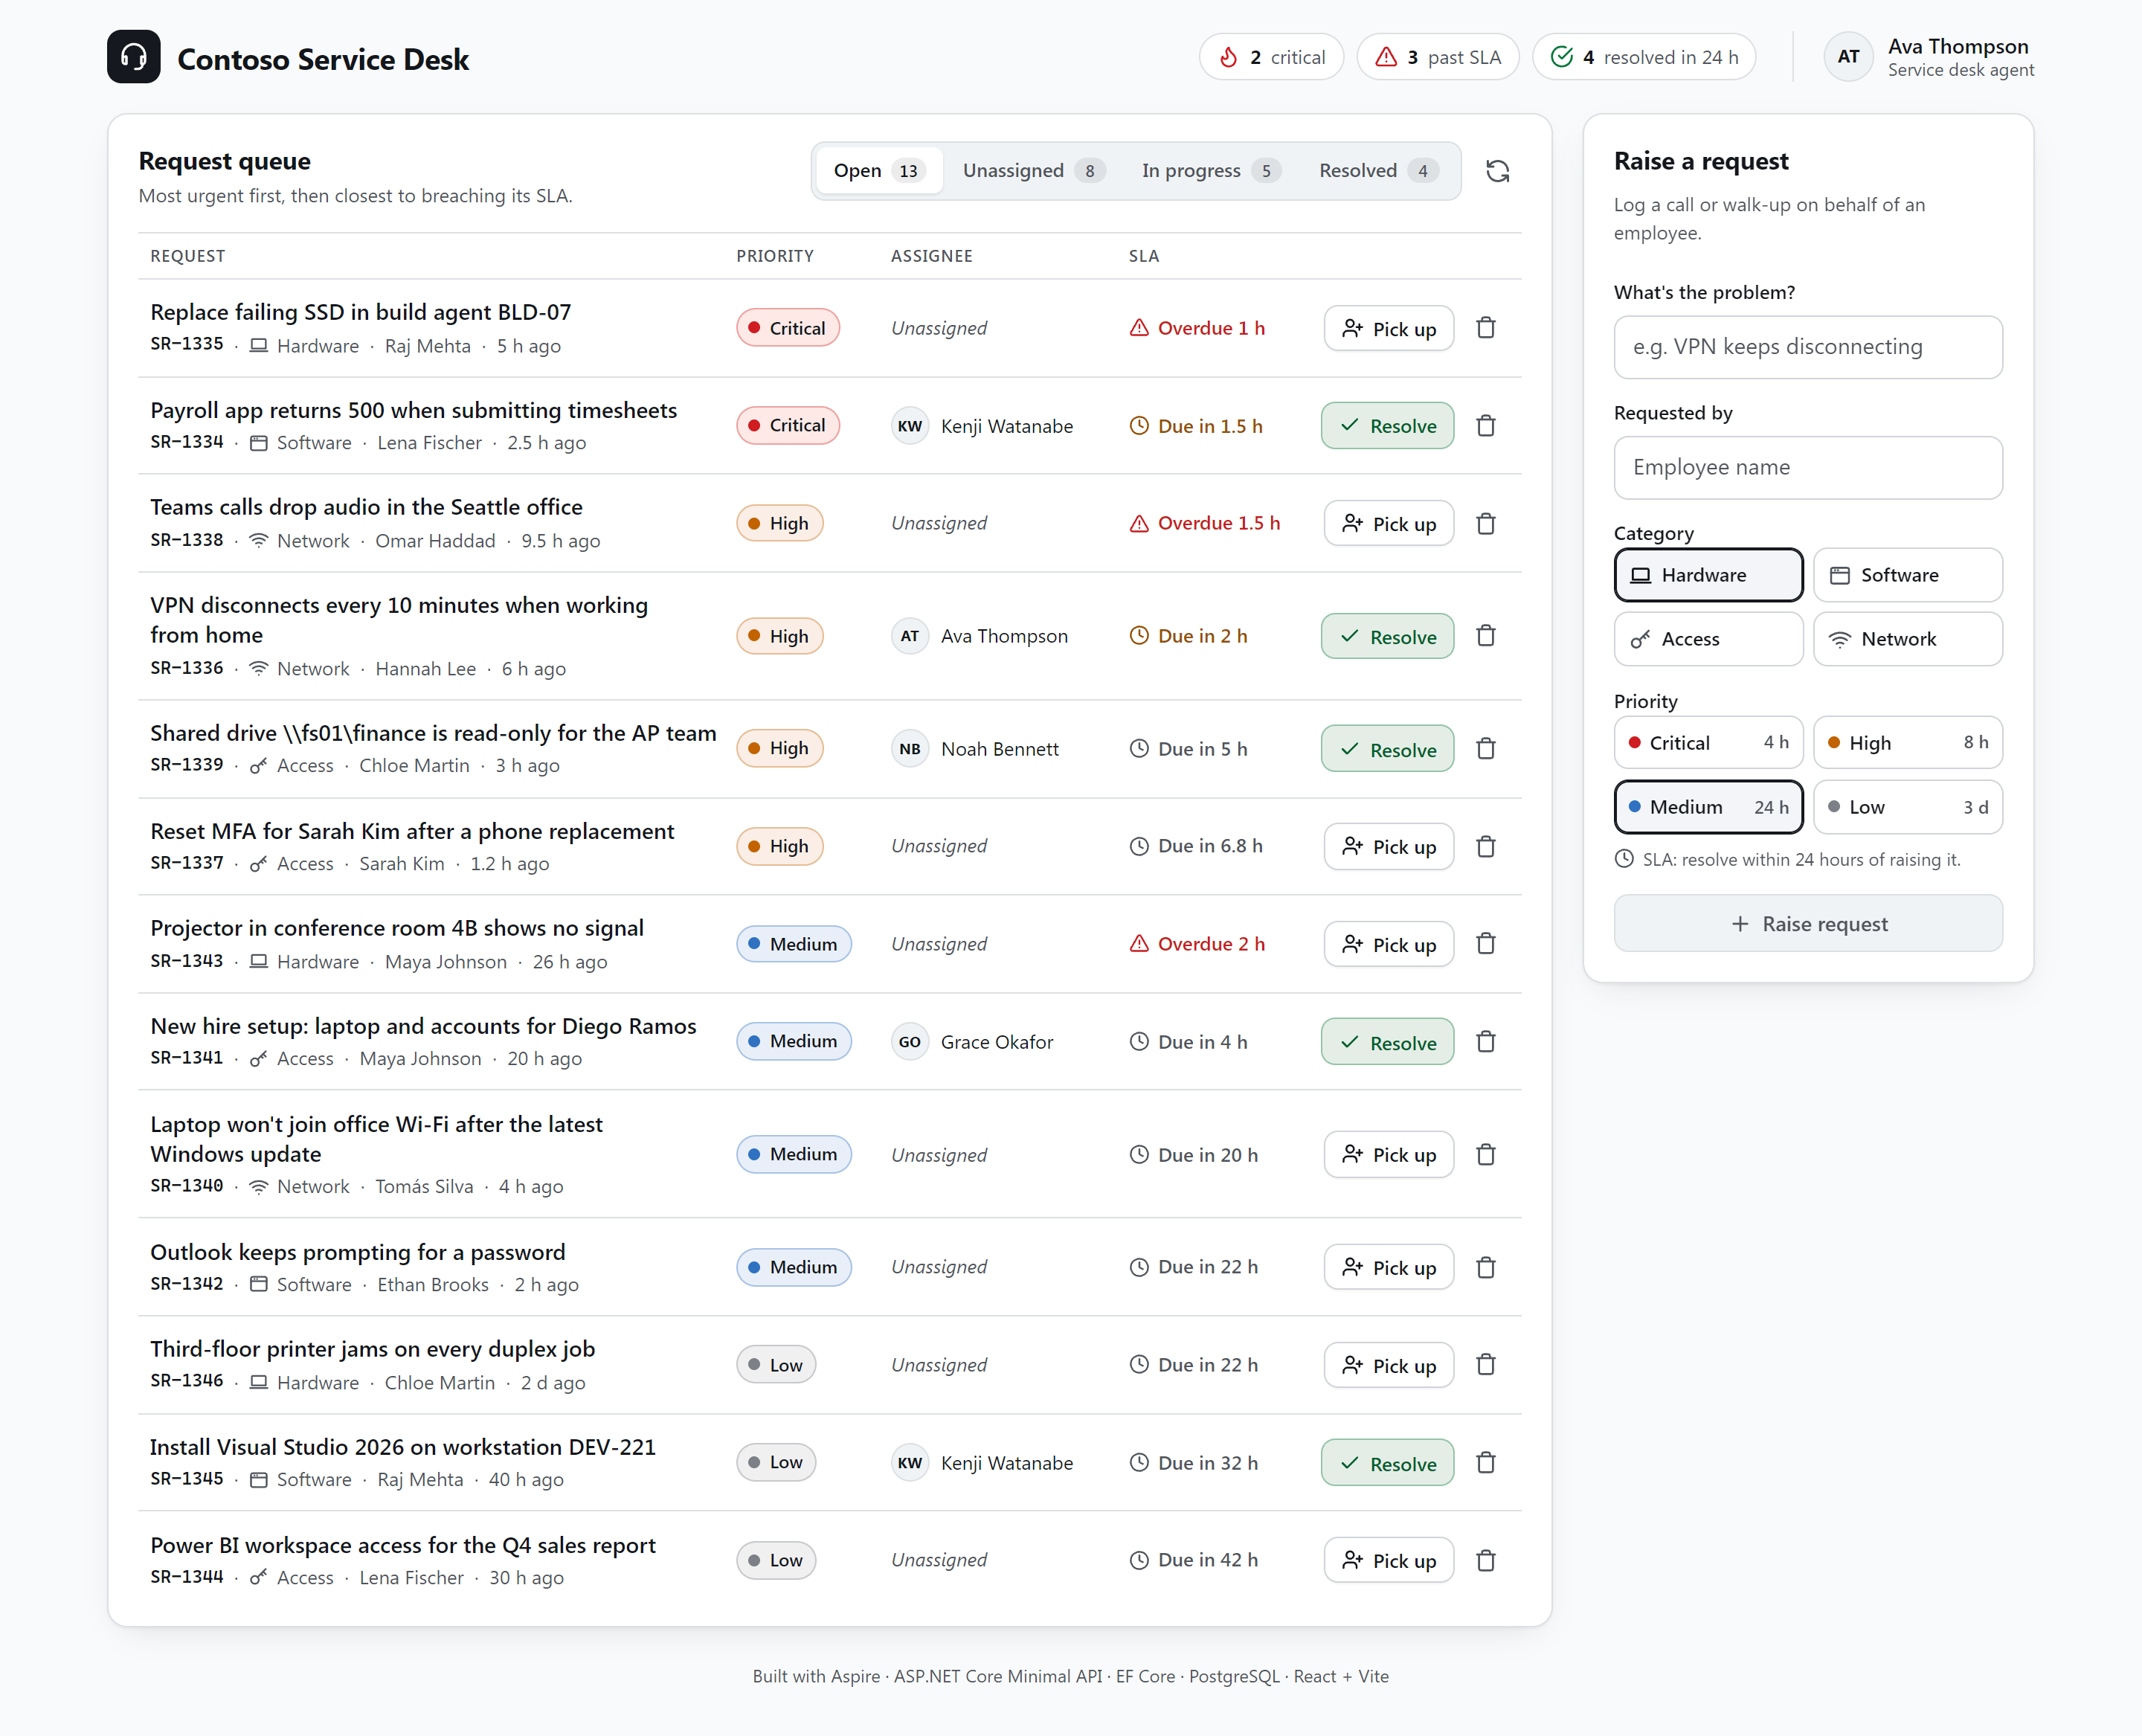 Contoso Service Desk
2 critical
3 past SLA
4 resolved in 24 h
AT
Ava Thompson
Service desk agent
Request queue
Most urgent first, then closest to breaching its SLA.
Open 13
Unassigned 8
In progress 5
Resolved 4
REQUEST PRIORITY ASSIGNEE SLA
Replace failing SSD in build agent BLD-07
SR-1335 · Hardware · Raj Mehta · 5 h ago
Critical
Unassigned
Overdue 1 h
Pick up
Payroll app returns 500 when submitting timesheets
SR-1334 · Software · Lena Fischer · 2.5 h ago
Critical
KW Kenji Watanabe
Due in 1.5 h
Resolve
Teams calls drop audio in the Seattle office
SR-1338 · Network · Omar Haddad · 9.5 h ago
High
Unassigned
Overdue 1.5 h
Pick up
VPN disconnects every 10 minutes when working
from home
SR-1336 · Network · Hannah Lee · 6 h ago
High
AT Ava Thompson
Due in 2 h
Resolve
Shared drive \\fs01\finance is read-only for the AP team
SR-1339 · Access · Chloe Martin · 3 h ago
High
NB Noah Bennett
Due in 5 h
Resolve
Reset MFA for Sarah Kim after a phone replacement
SR-1337 · Access · Sarah Kim · 1.2 h ago
High
Unassigned
Due in 6.8 h
Pick up
Projector in conference room 4B shows no signal
SR-1343 · Hardware · Maya Johnson · 26 h ago
Medium
Unassigned
Overdue 2 h
Pick up
New hire setup: laptop and accounts for Diego Ramos
SR-1341 · Access · Maya Johnson · 20 h ago
Medium
GO Grace Okafor
Due in 4 h
Resolve
Laptop won't join office Wi-Fi after the latest
Windows update
SR-1340 · Network · Tomás Silva · 4 h ago
Medium
Unassigned
Due in 20 h
Pick up
Outlook keeps prompting for a password
SR-1342 · Software · Ethan Brooks · 2 h ago
Medium
Unassigned
Due in 22 h
Pick up
Third-floor printer jams on every duplex job
SR-1346 · Hardware · Chloe Martin · 2 d ago
Low
Unassigned
Due in 22 h
Pick up
Install Visual Studio 2026 on workstation DEV-221
SR-1345 · Software · Raj Mehta · 40 h ago
Low
KW Kenji Watanabe
Due in 32 h
Resolve
Power BI workspace access for the Q4 sales report
SR-1344 · Access · Lena Fischer · 30 h ago
Low
Unassigned
Due in 42 h
Pick up
Raise a request
Log a call or walk-up on behalf of an
employee.
What's the problem?
e.g. VPN keeps disconnecting
Requested by
Employee name
Category
Hardware
Software
Access
Network
Priority
Critical 4 h
High 8 h
Medium 24 h
Low 3 d
SLA: resolve within 24 hours of raising it.
Raise request
Built with Aspire · ASP.NET Core Minimal API · EF Core · PostgreSQL · React + Vite